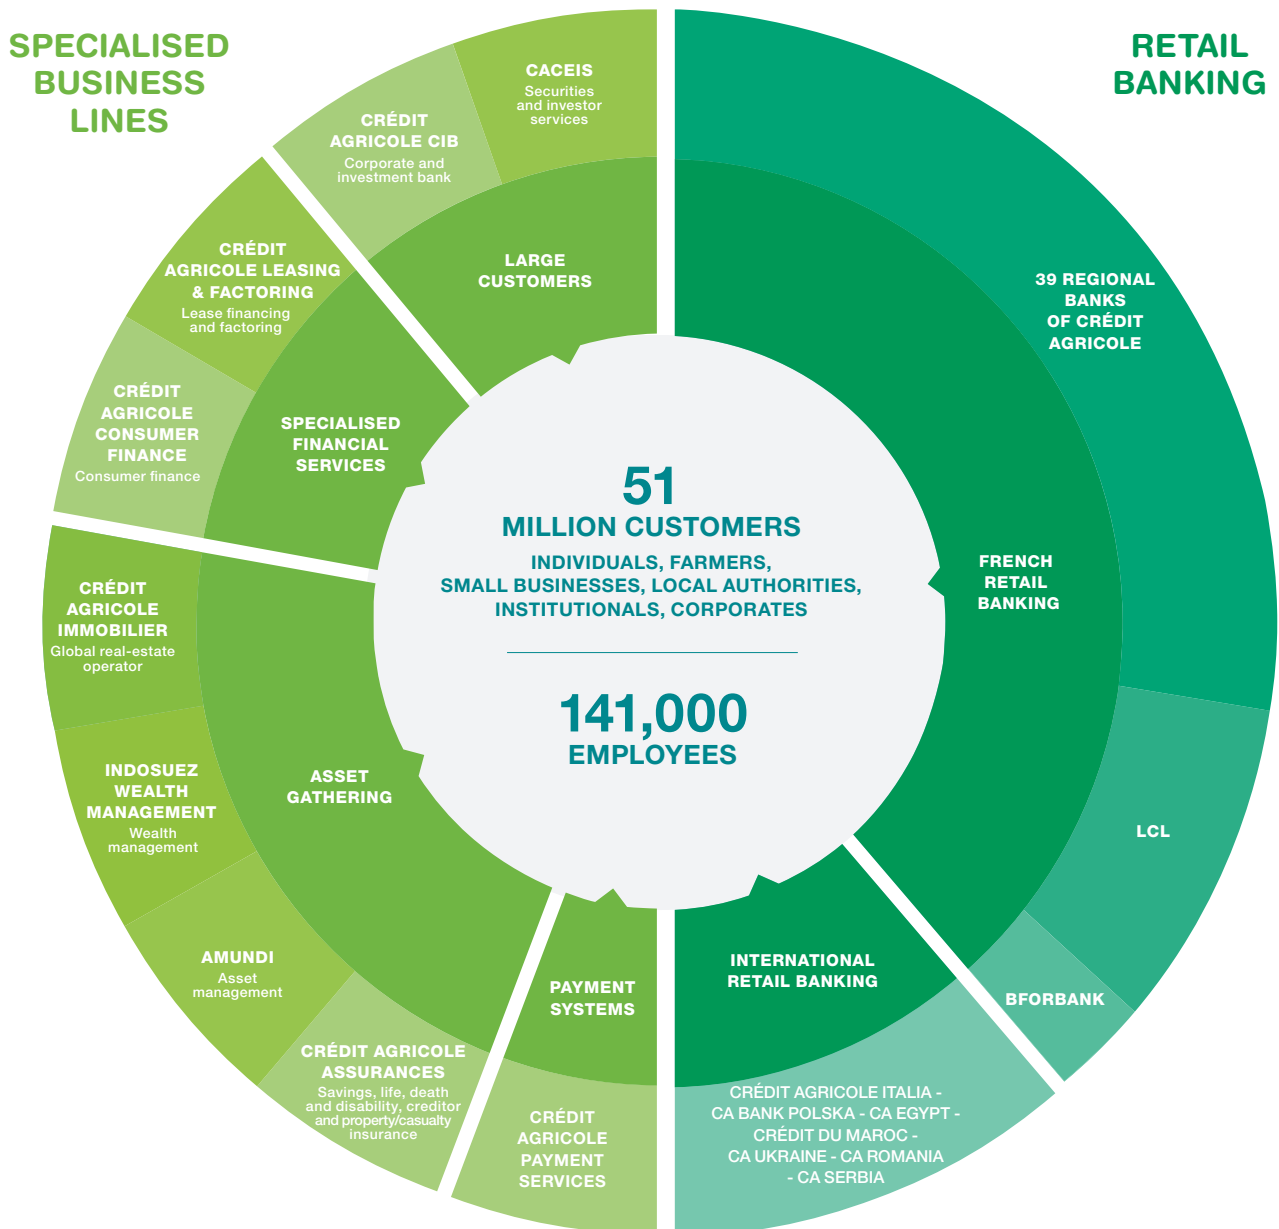 SPECIALISED
BUSINESS
LINES
RETAIL
BANKING
CACEIS
Securities
and investor
services
CRÉDIT
AGRICOLE CIB
Corporate and
investment bank
LARGE
CUSTOMERS
CRÉDIT
AGRICOLE LEASING
& FACTORING
Lease financing
and factoring
CRÉDIT
AGRICOLE
CONSUMER
FINANCE
Consumer finance
SPECIALISED
FINANCIAL
SERVICES
39 REGIONAL
BANKS
OF CRÉDIT
AGRICOLE
FRENCH
RETAIL
BANKING
51
MILLION CUSTOMERS
INDIVIDUALS, FARMERS,
SMALL BUSINESSES, LOCAL AUTHORITIES,
INSTITUTIONALS, CORPORATES
141,000
EMPLOYEES
CRÉDIT
AGRICOLE
IMMOBILIER
Global real-estate
operator
INDOSUEZ
WEALTH
MANAGEMENT
Wealth
management
ASSET
GATHERING
AMUNDI
Asset
management
CRÉDIT AGRICOLE
ASSURANCES
Savings, life, death
and disability, creditor
and property/casualty
insurance
PAYMENT
SYSTEMS
CRÉDIT
AGRICOLE
PAYMENT
SERVICES
INTERNATIONAL
RETAIL BANKING
CRÉDIT AGRICOLE ITALIA -
CA BANK POLSKA - CA EGYPT -
CRÉDIT DU MAROC -
CA UKRAINE - CA ROMANIA
- CA SERBIA
LCL
BFORBANK